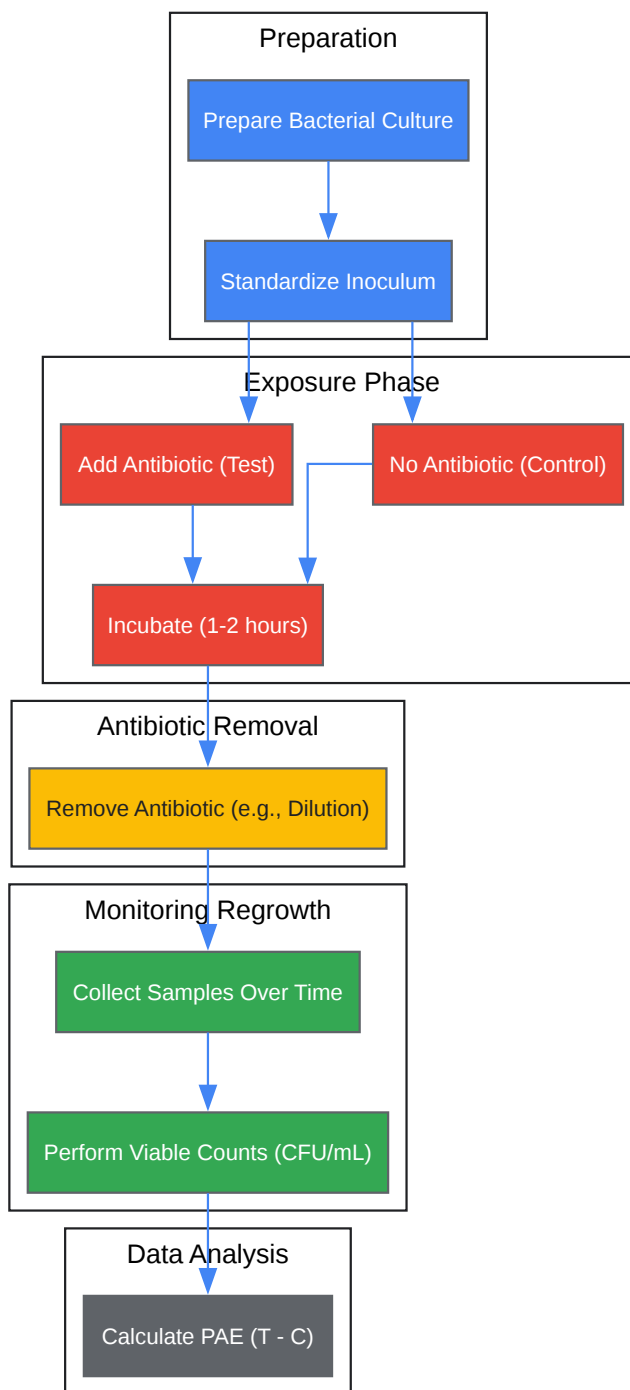 Preparation
Prepare Bacterial Culture
Standardize Inoculum
Exposure Phase
Add Antibiotic (Test)
No Antibiotic (Control)
Incubate (1-2 hours)
Antibiotic Removal
Remove Antibiotic (e.g., Dilution)
Monitoring Regrowth
Collect Samples Over Time
Perform Viable Counts (CFU/mL)
Data Analysis
Calculate PAE (T - C)